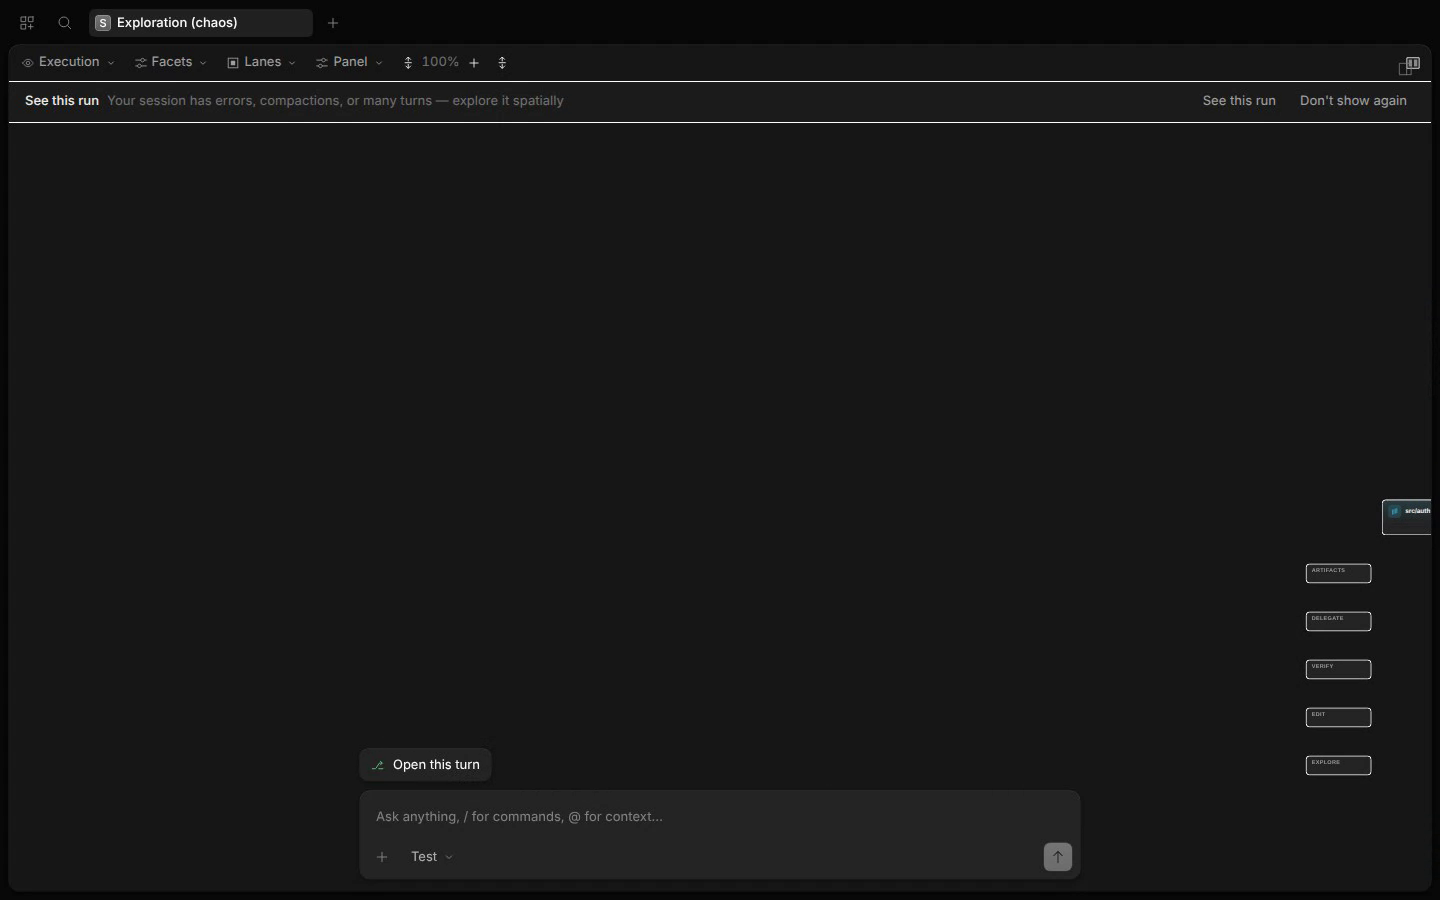 S Exploration (chaos)
Execution Facets Lanes Panel 100%
See this run Your session has errors, compactions, or many turns — explore it spatially See this run Don't show again
src/auth
ARTIFACTS
DELEGATE
VERIFY
EDIT
EXPLORE
Open this turn
Ask anything, / for commands, @ for context...
Test